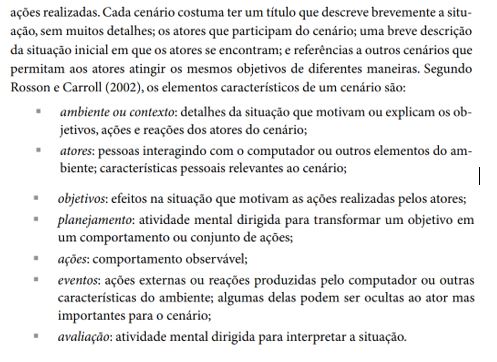 ações realizadas. Cada cenário costuma ter um título que descreve brevemente a situ-
ação, sem muitos detalhes; os atores que participam do cenário; uma breve descrição
da situação inicial em que os atores se encontram; e referências a outros cenários que
permitam aos atores atingir os mesmos objetivos de diferentes maneiras. Segundo
Rosson e Carroll (2002), os elementos característicos de um cenário são:
▪ ambiente ou contexto: detalhes da situação que motivam ou explicam os ob-
jetivos, ações e reações dos atores do cenário;
▪ atores: pessoas interagindo com o computador ou outros elementos do am-
biente; características pessoais relevantes ao cenário;
▪ objetivos: efeitos na situação que motivam as ações realizadas pelos atores;
▪ planejamento: atividade mental dirigida para transformar um objetivo em
um comportamento ou conjunto de ações;
▪ ações: comportamento observável;
▪ eventos: ações externas ou reações produzidas pelo computador ou outras
características do ambiente; algumas delas podem ser ocultas ao ator mas
importantes para o cenário;
▪ avaliação: atividade mental dirigida para interpretar a situação.